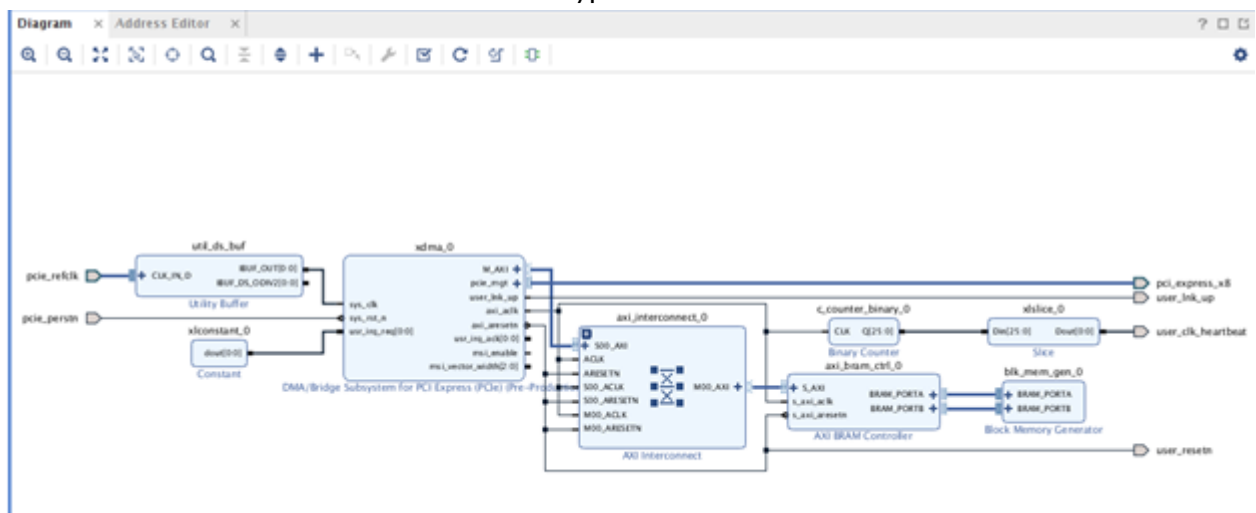 Diagram × Address Editor ×
?
util_ds_buf
pcie_refclk
CLK_IN_D
IBUF_OUT[0:0]
IBUF_DS_ODIV2[0:0]
Utility Buffer
pcie_perstn
xlconstant_0
dout[0:0]
Constant
xdma_0
sys_clk
sys_rst_n
usr_irq_req[0:0]
M_AXI
pcie_mgt
user_lnk_up
axi_aclk
axi_aresetn
usr_irq_ack[0:0]
msi_enable
msi_vector_width[2:0]
DMA/Bridge Subsystem for PCI Express (PCIe) (Pre-Produc
axi_interconnect_0
S00_AXI
ACLK
ARESETN
S00_ACLK
S00_ARESETN
M00_ACLK
M00_ARESETN
M00_AXI
AXI Interconnect
c_counter_binary_0
CLK
Q[25:0]
Binary Counter
xlslice_0
Din[25:0]
Dout[0:0]
Slice
axi_bram_ctrl_0
S_AXI
s_axi_aclk
s_axi_aresetn
BRAM_PORTA
BRAM_PORTB
AXI BRAM Controller
blk_mem_gen_0
BRAM_PORTA
BRAM_PORTB
Block Memory Generator
pci_express_x8
user_lnk_up
user_clk_heartbeat
user_resetn